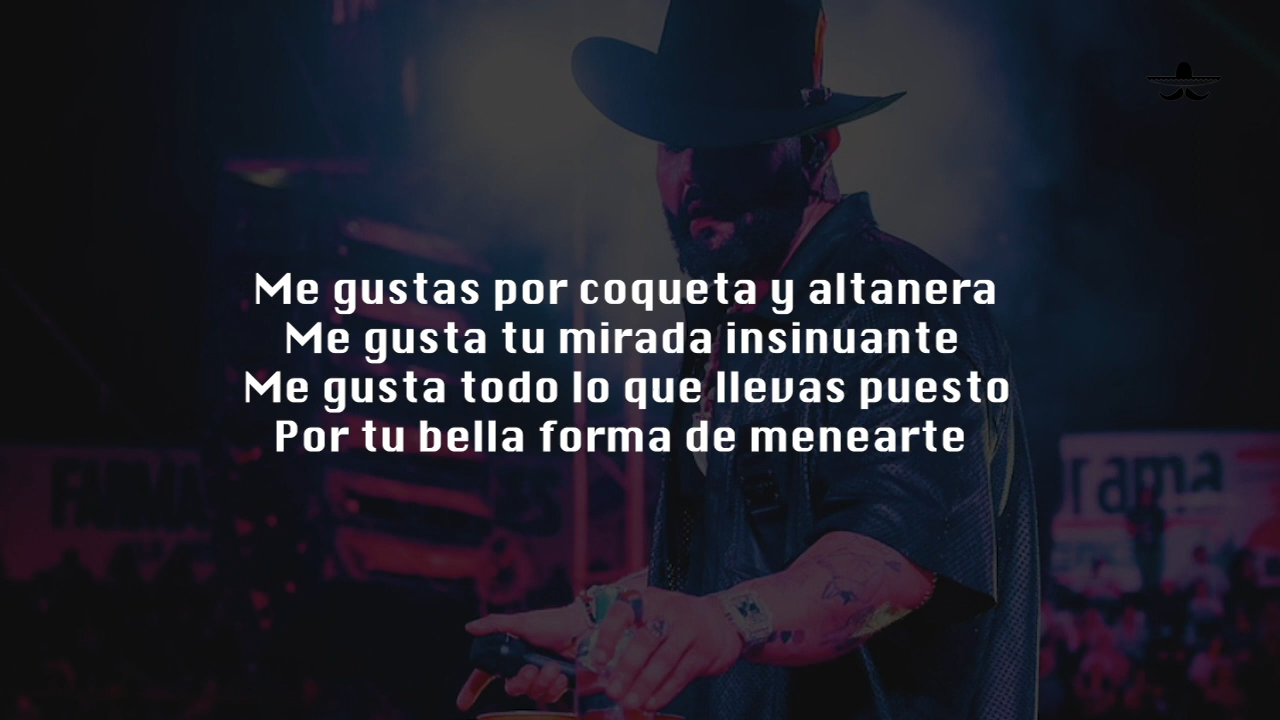 Me gustas por coqueta y altanera
Me gusta tu mirada insinuante
Me gusta todo lo que llevas puesto
Por tu bella forma de menearte
rama